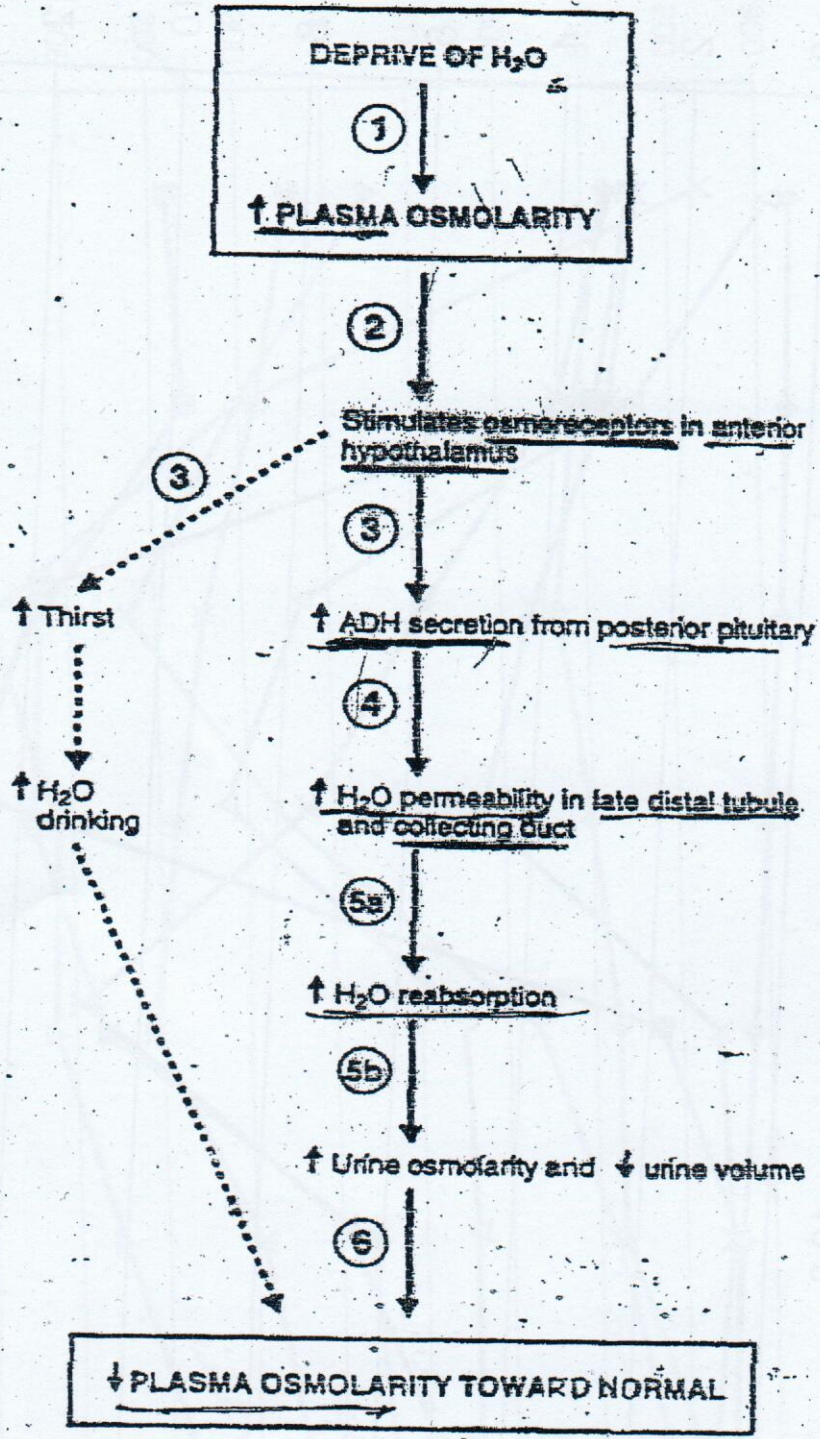 DEPRIVE OF H₂O
1
↑ PLASMA OSMOLARITY
2
Stimulates osmoreceptors in anterior
hypothalamus
3
3
↑ Thirst
↑ ADH secretion from posterior pituitary
4
↑ H₂O
drinking
↑ H₂O permeability in late distal tubule
and collecting duct
5a
↑ H₂O reabsorption
5b
↑ Urine osmolarity and ↓ urine volume
6
↓ PLASMA OSMOLARITY TOWARD NORMAL